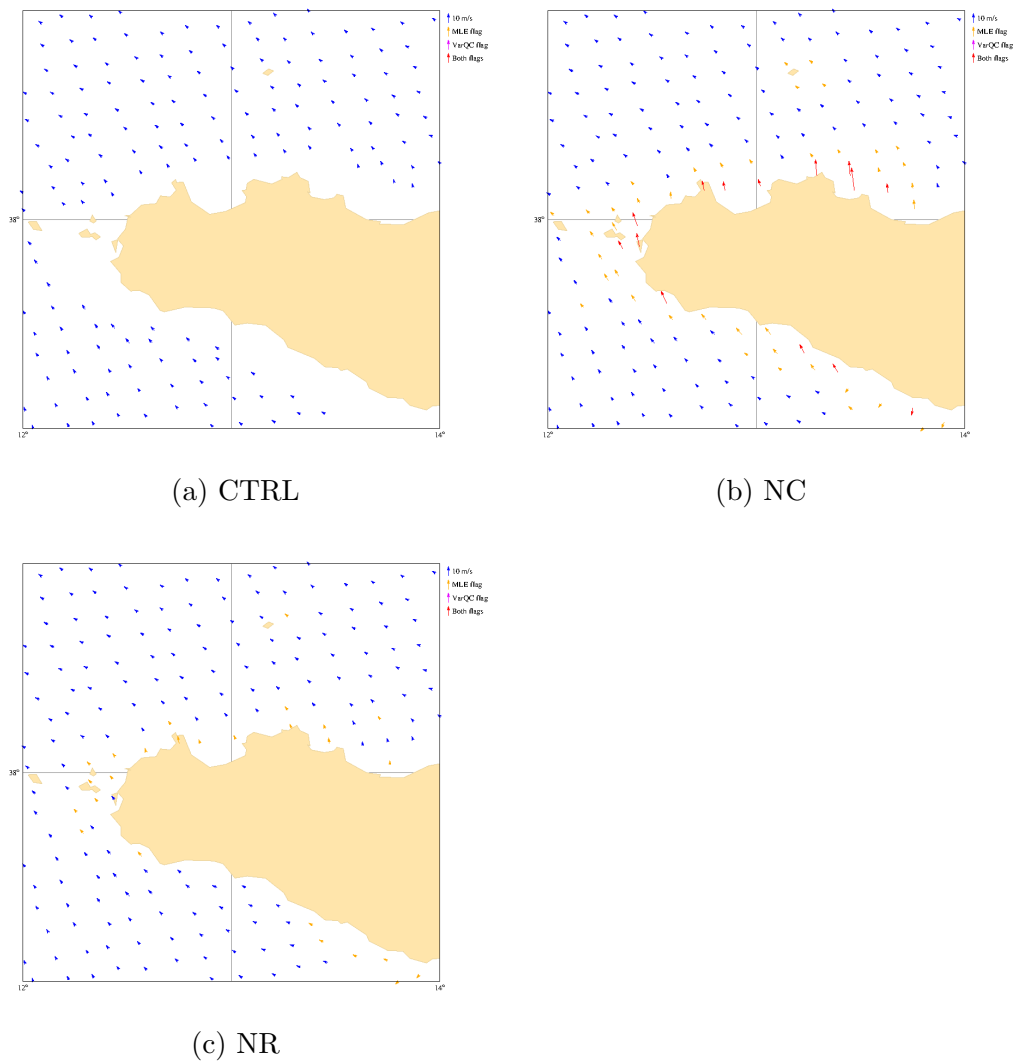 10 m/s
MLE flag
VarQC flag
Both flags
38°
12°
14°
(a) CTRL
10 m/s
MLE flag
VarQC flag
Both flags
38°
12°
14°
(b) NC
10 m/s
MLE flag
VarQC flag
Both flags
38°
12°
14°
(c) NR